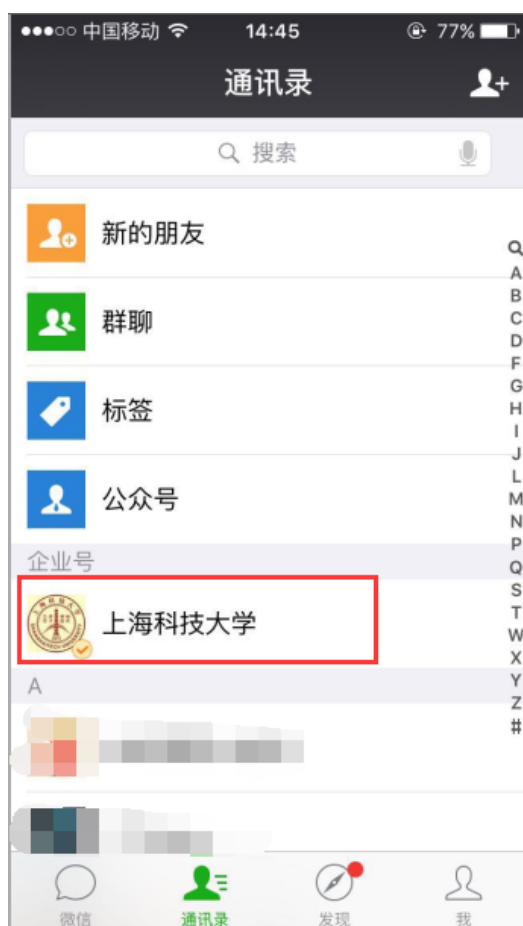 中国移动 14:45 77%
通讯录
搜索
新的朋友
群聊
标签
公众号
企业号
上海科技大学
A
A
B
C
D
F
G
H
I
J
L
M
N
P
Q
S
T
W
X
Y
Z
#
微信 通讯录 发现 我